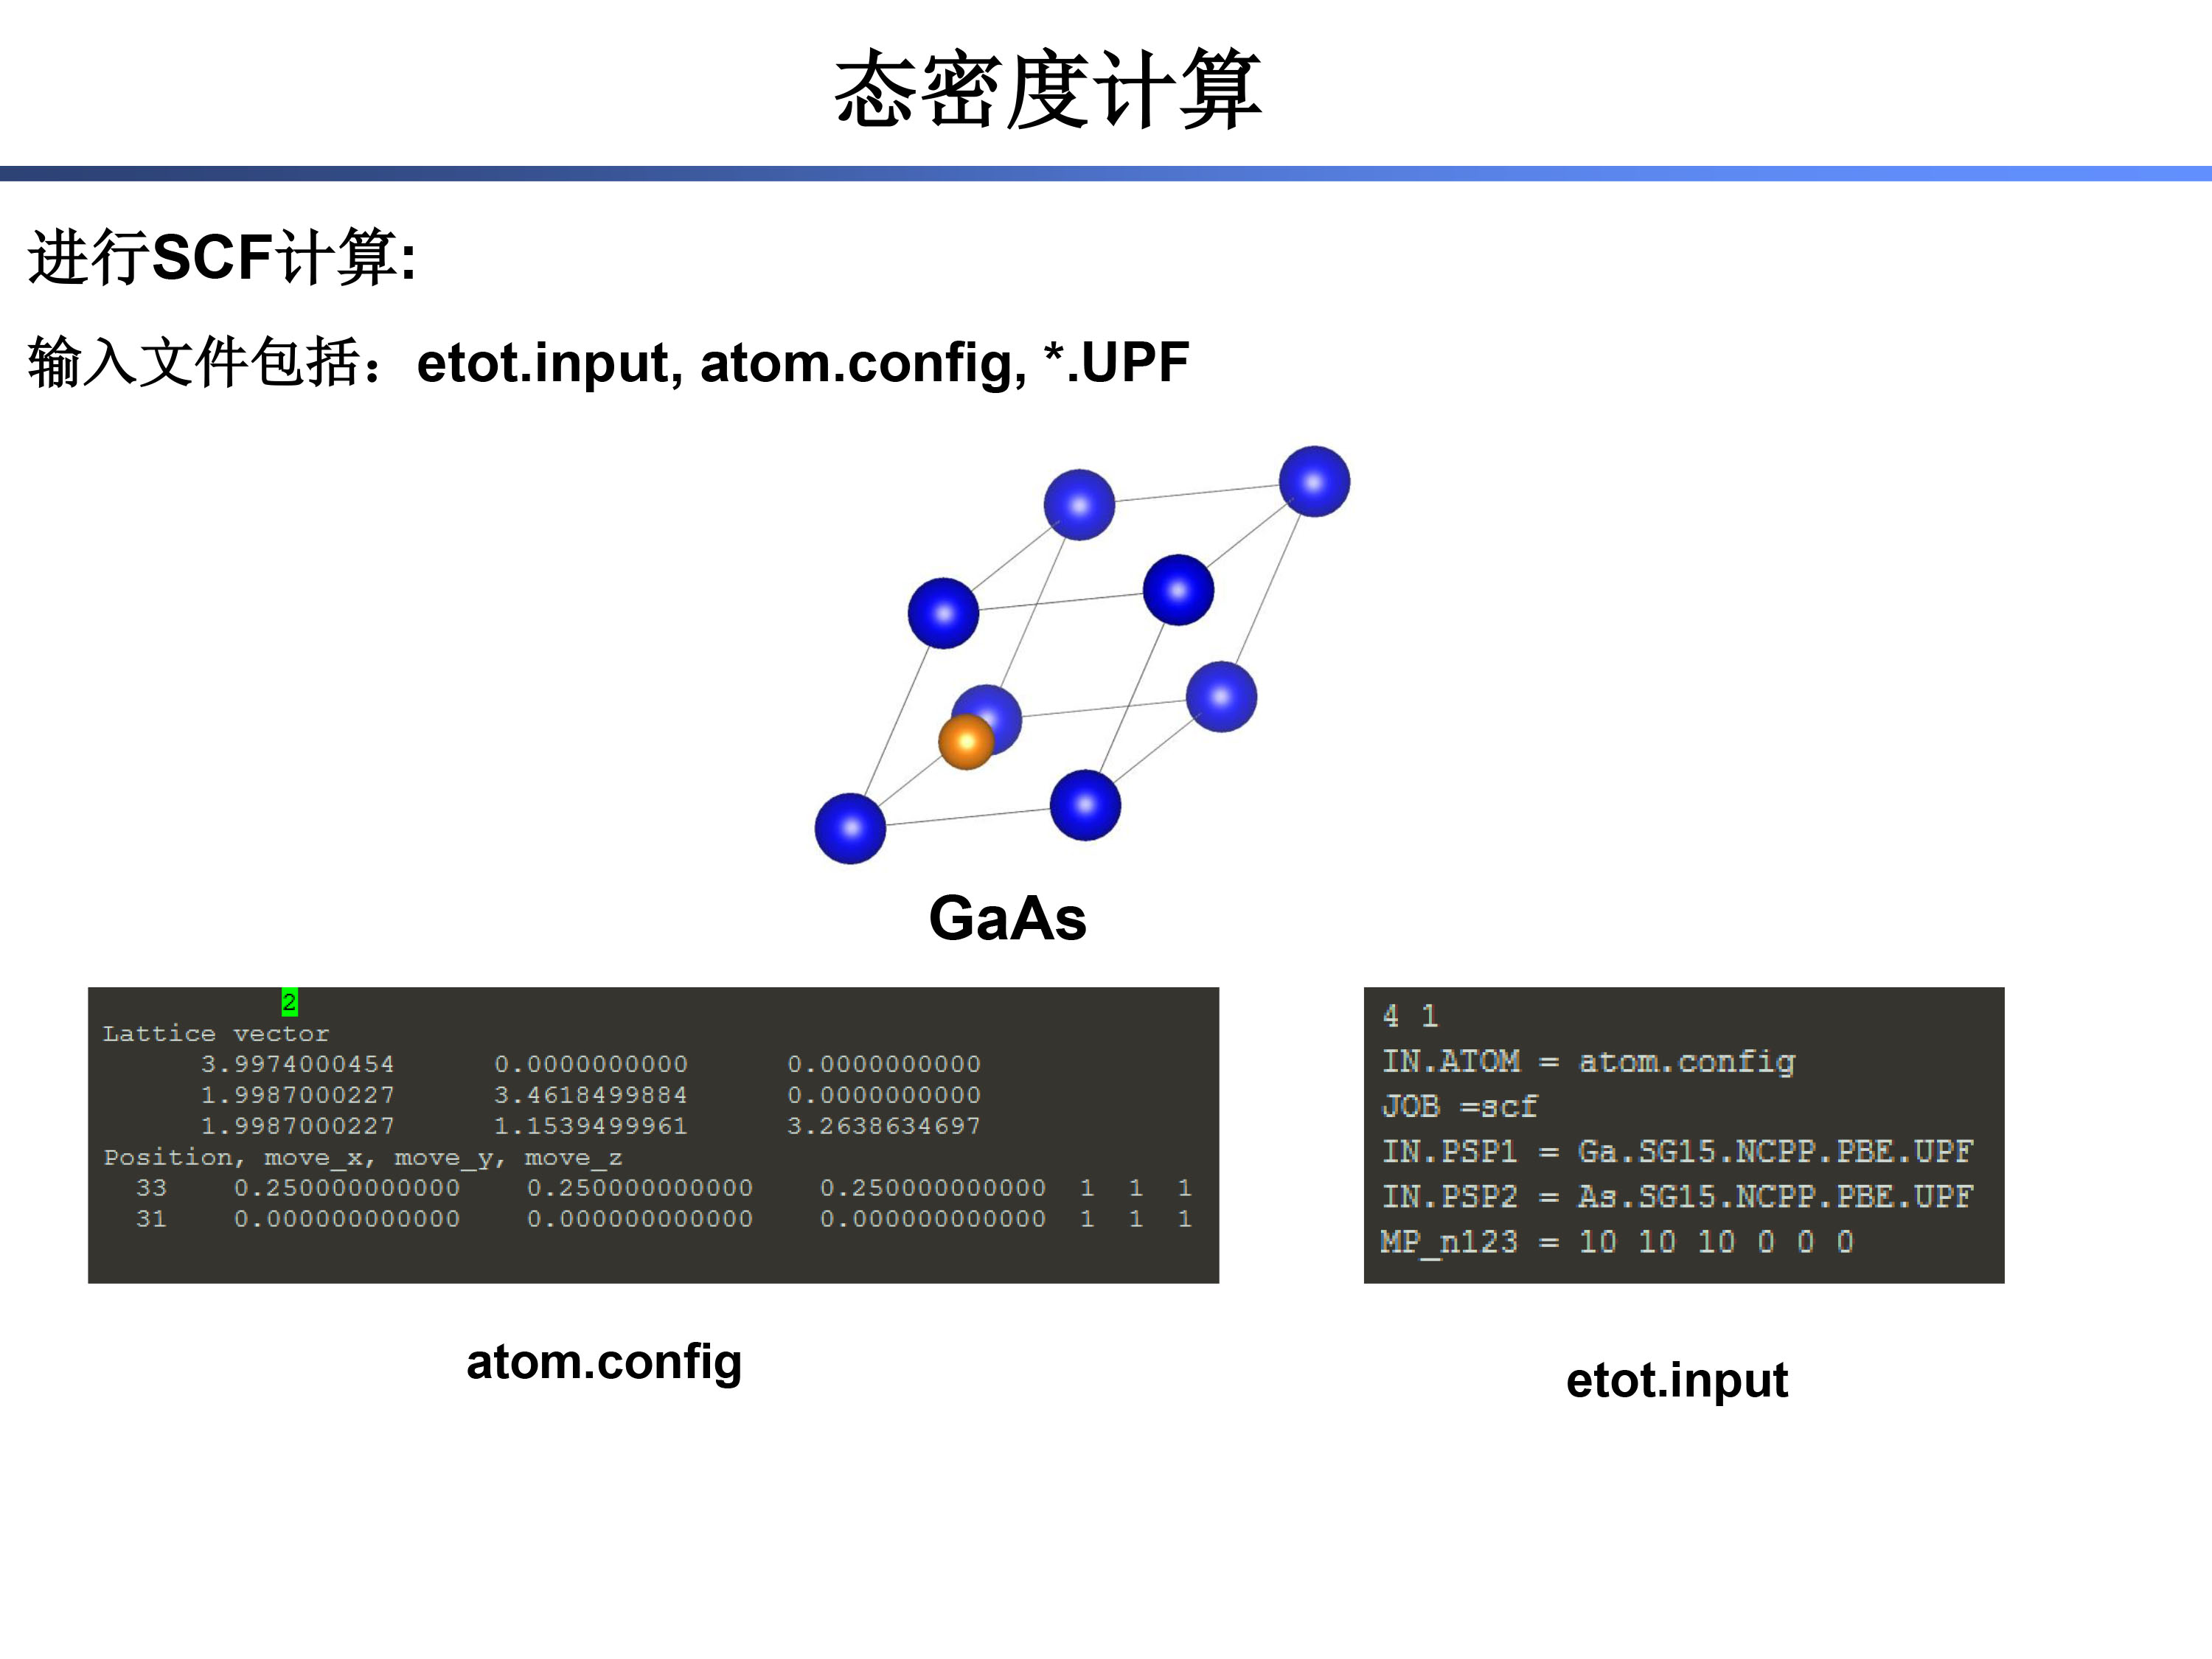 态密度计算
进行SCF计算:
输入文件包括：etot.input, atom.config, *.UPF
GaAs
2
Lattice vector
3.9974000454 0.0000000000 0.0000000000
1.9987000227 3.4618499884 0.0000000000
1.9987000227 1.1539499961 3.2638634697
Position, move_x, move_y, move_z
33 0.250000000000 0.250000000000 0.250000000000 1 1 1
31 0.000000000000 0.000000000000 0.000000000000 1 1 1
atom.config
4 1
IN.ATOM = atom.config
JOB =scf
IN.PSP1 = Ga.SG15.NCPP.PBE.UPF
IN.PSP2 = As.SG15.NCPP.PBE.UPF
MP_n123 = 10 10 10 0 0 0
etot.input